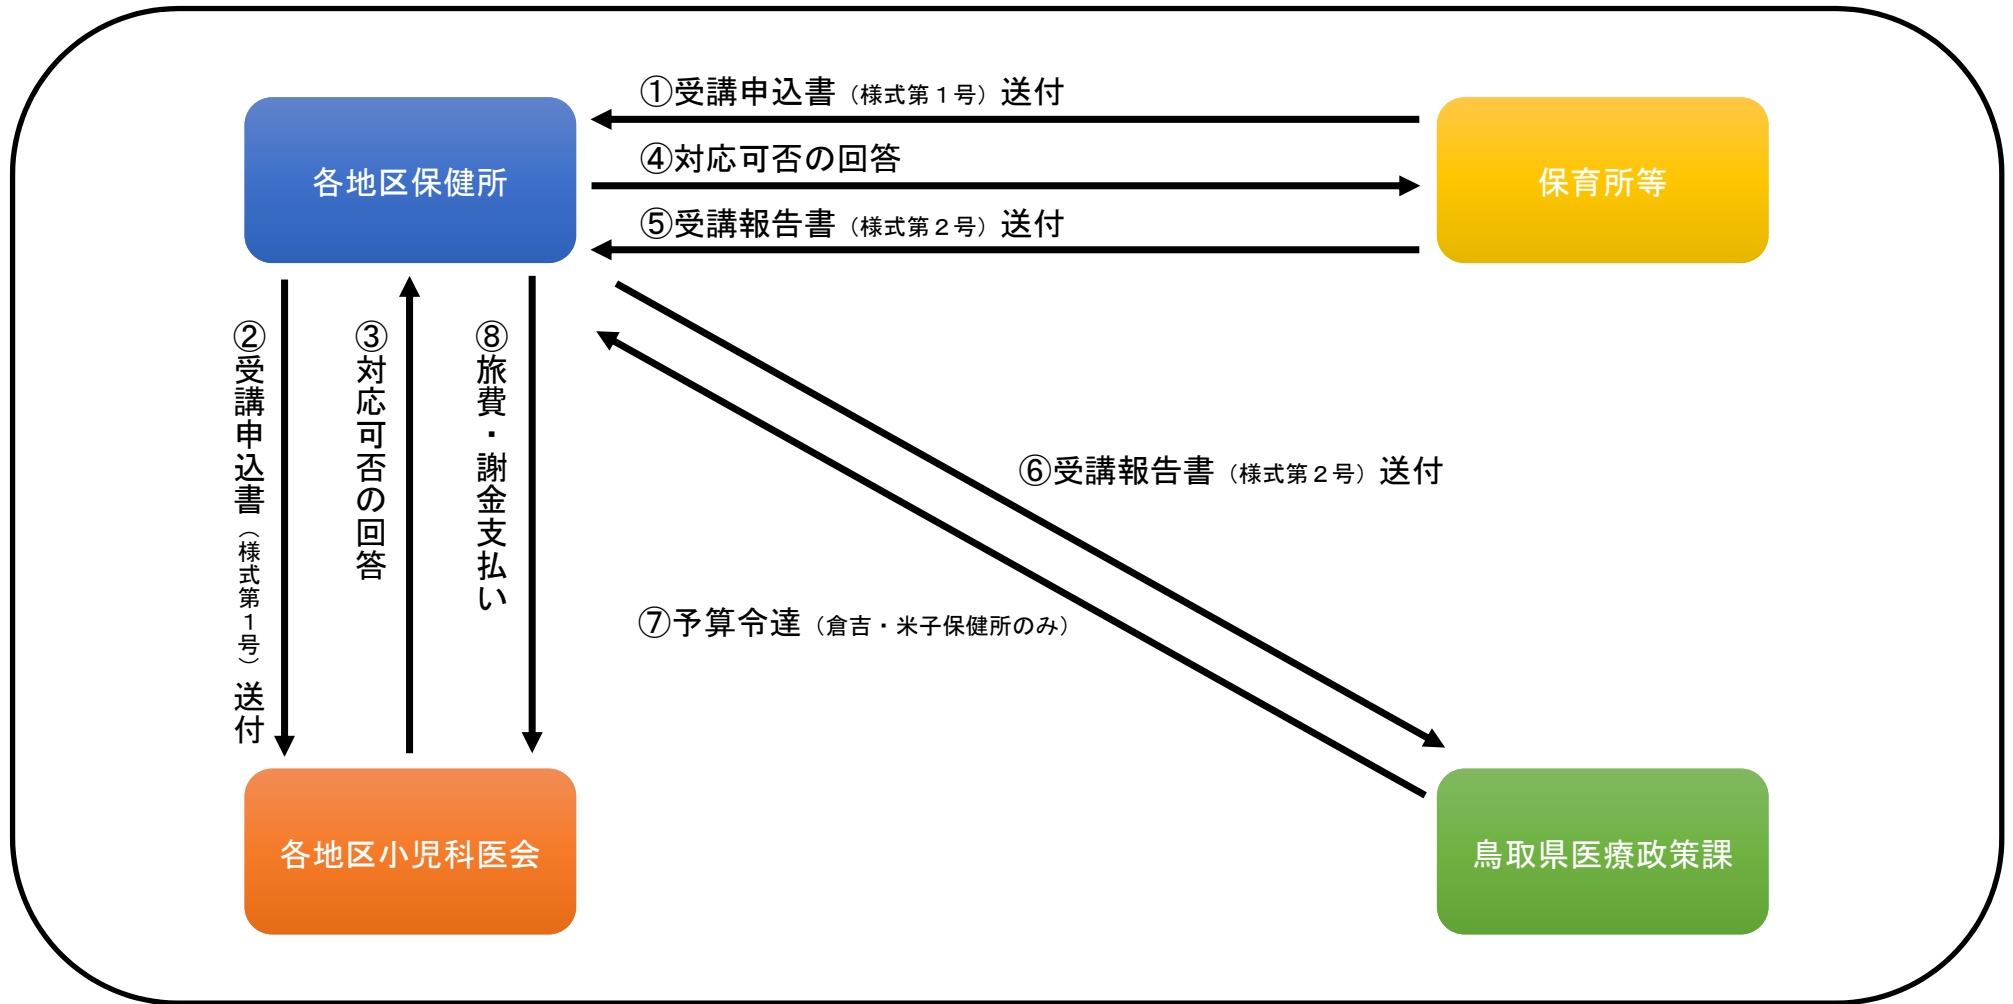 ①受講申込書（様式第１号）送付
各地区保健所
④対応可否の回答
保育所等
⑤受講報告書（様式第２号）送付
②受講申込書（様式第１号）送付
③対応可否の回答
⑧旅費・謝金支払い
⑥受講報告書（様式第２号）送付
⑦予算令達（倉吉・米子保健所のみ）
各地区小児科医会
鳥取県医療政策課